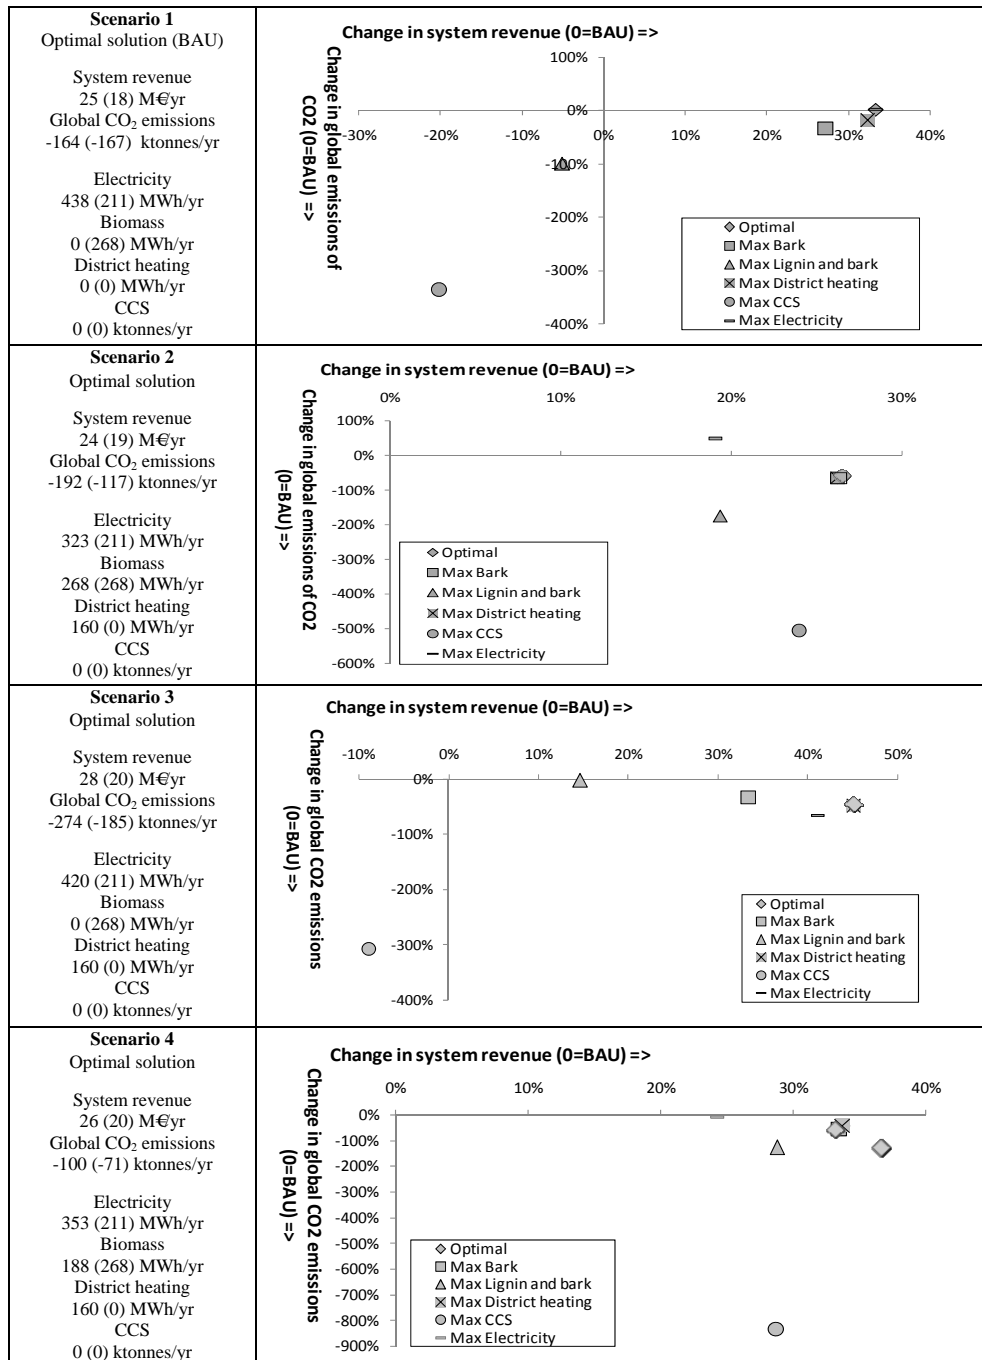 Scenario 1
Optimal solution (BAU)
System revenue
25 (18) M€/yr
Global CO₂ emissions
-164 (-167) ktonnes/yr
Electricity
438 (211) MWh/yr
Biomass
0 (268) MWh/yr
District heating
0 (0) MWh/yr
CCS
0 (0) ktonnes/yr
Change in system revenue (0=BAU) =>
Change in global emissions of
CO2 (0=BAU) =>
100%
0%
-30%
-20%
-10%
0%
10%
20%
30%
40%
-100%
-200%
-300%
-400%
Optimal
Max Bark
Max Lignin and bark
Max District heating
Max CCS
Max Electricity
Scenario 2
Optimal solution
System revenue
24 (19) M€/yr
Global CO₂ emissions
-192 (-117) ktonnes/yr
Electricity
323 (211) MWh/yr
Biomass
268 (268) MWh/yr
District heating
160 (0) MWh/yr
CCS
0 (0) ktonnes/yr
Change in system revenue (0=BAU) =>
0%
10%
20%
30%
Change in global emissions of CO2
(0=BAU) =>
100%
0%
-100%
-200%
-300%
-400%
-500%
-600%
Optimal
Max Bark
Max Lignin and bark
Max District heating
Max CCS
Max Electricity
Scenario 3
Optimal solution
System revenue
28 (20) M€/yr
Global CO₂ emissions
-274 (-185) ktonnes/yr
Electricity
420 (211) MWh/yr
Biomass
0 (268) MWh/yr
District heating
160 (0) MWh/yr
CCS
0 (0) ktonnes/yr
Change in system revenue (0=BAU) =>
-10%
0%
10%
20%
30%
40%
50%
Change in global CO2 emissions
(0=BAU) =>
0%
-100%
-200%
-300%
-400%
Optimal
Max Bark
Max Lignin and bark
Max District heating
Max CCS
Max Electricity
Scenario 4
Optimal solution
System revenue
26 (20) M€/yr
Global CO₂ emissions
-100 (-71) ktonnes/yr
Electricity
353 (211) MWh/yr
Biomass
188 (268) MWh/yr
District heating
160 (0) MWh/yr
CCS
0 (0) ktonnes/yr
Change in system revenue (0=BAU) =>
0%
10%
20%
30%
40%
Change in global CO2 emissions
(0=BAU) =>
0%
-100%
-200%
-300%
-400%
-500%
-600%
-700%
-800%
-900%
Optimal
Max Bark
Max Lignin and bark
Max District heating
Max CCS
Max Electricity